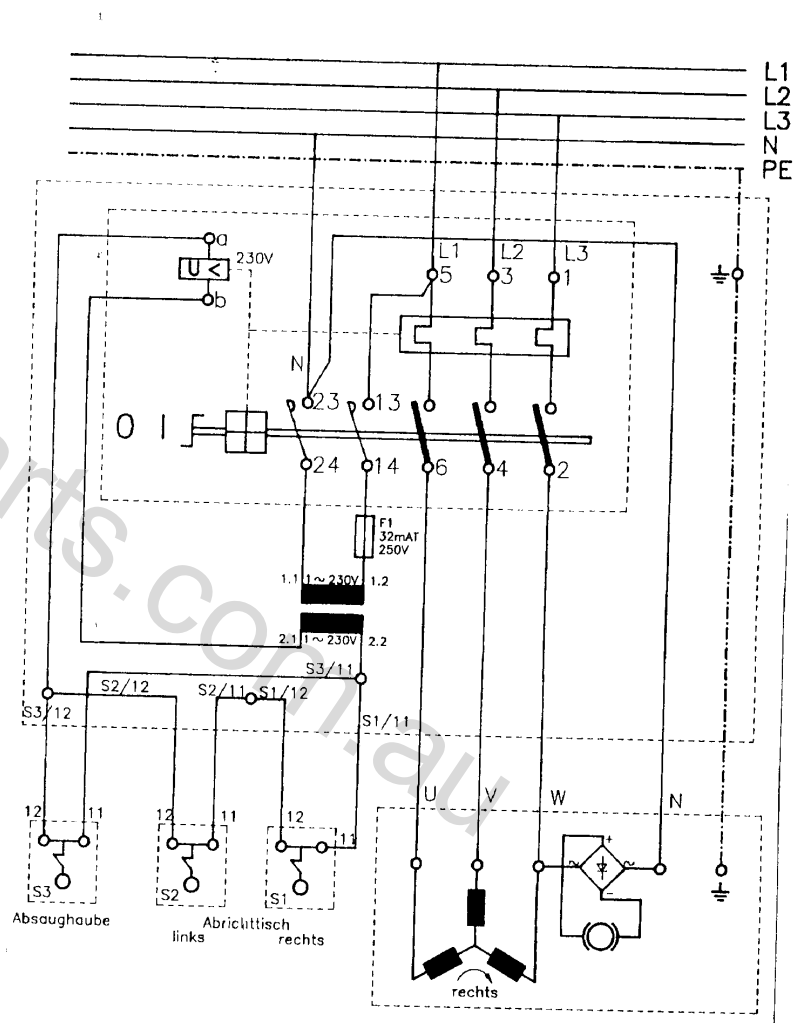 L1
L2
L3
N
PE
a
U < 230V
b
L1 L2 L3
5 3 1
N
23 13
0 I
24 14 6 4 2
F1
32mAT
250V
1.1 1~230V 1.2
2.1 1~230V 2.2
S3/11
S2/12 S2/11 S1/12
S3/12
S1/11
U V W N
12 11 12 11 12 11
+
~ ~
-
S3 S2 S1
Absaughaube
Abrichttisch
links rechts
rechts
arts.com.au